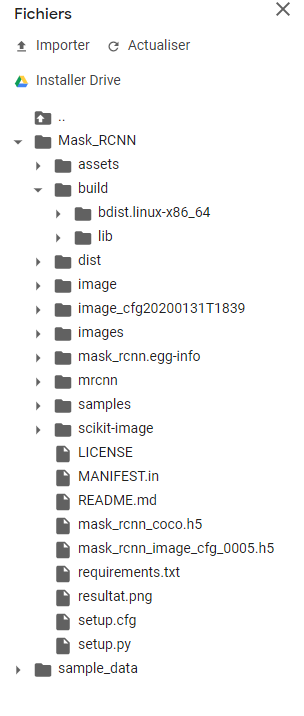 Fichiers
Importer Actualiser
Installer Drive
..
Mask_RCNN
assets
build
bdist.linux-x86_64
lib
dist
image
image_cfg20200131T1839
images
mask_rcnn.egg-info
mrcnn
samples
scikit-image
LICENSE
MANIFEST.in
README.md
mask_rcnn_coco.h5
mask_rcnn_image_cfg_0005.h5
requirements.txt
resultat.png
setup.cfg
setup.py
sample_data